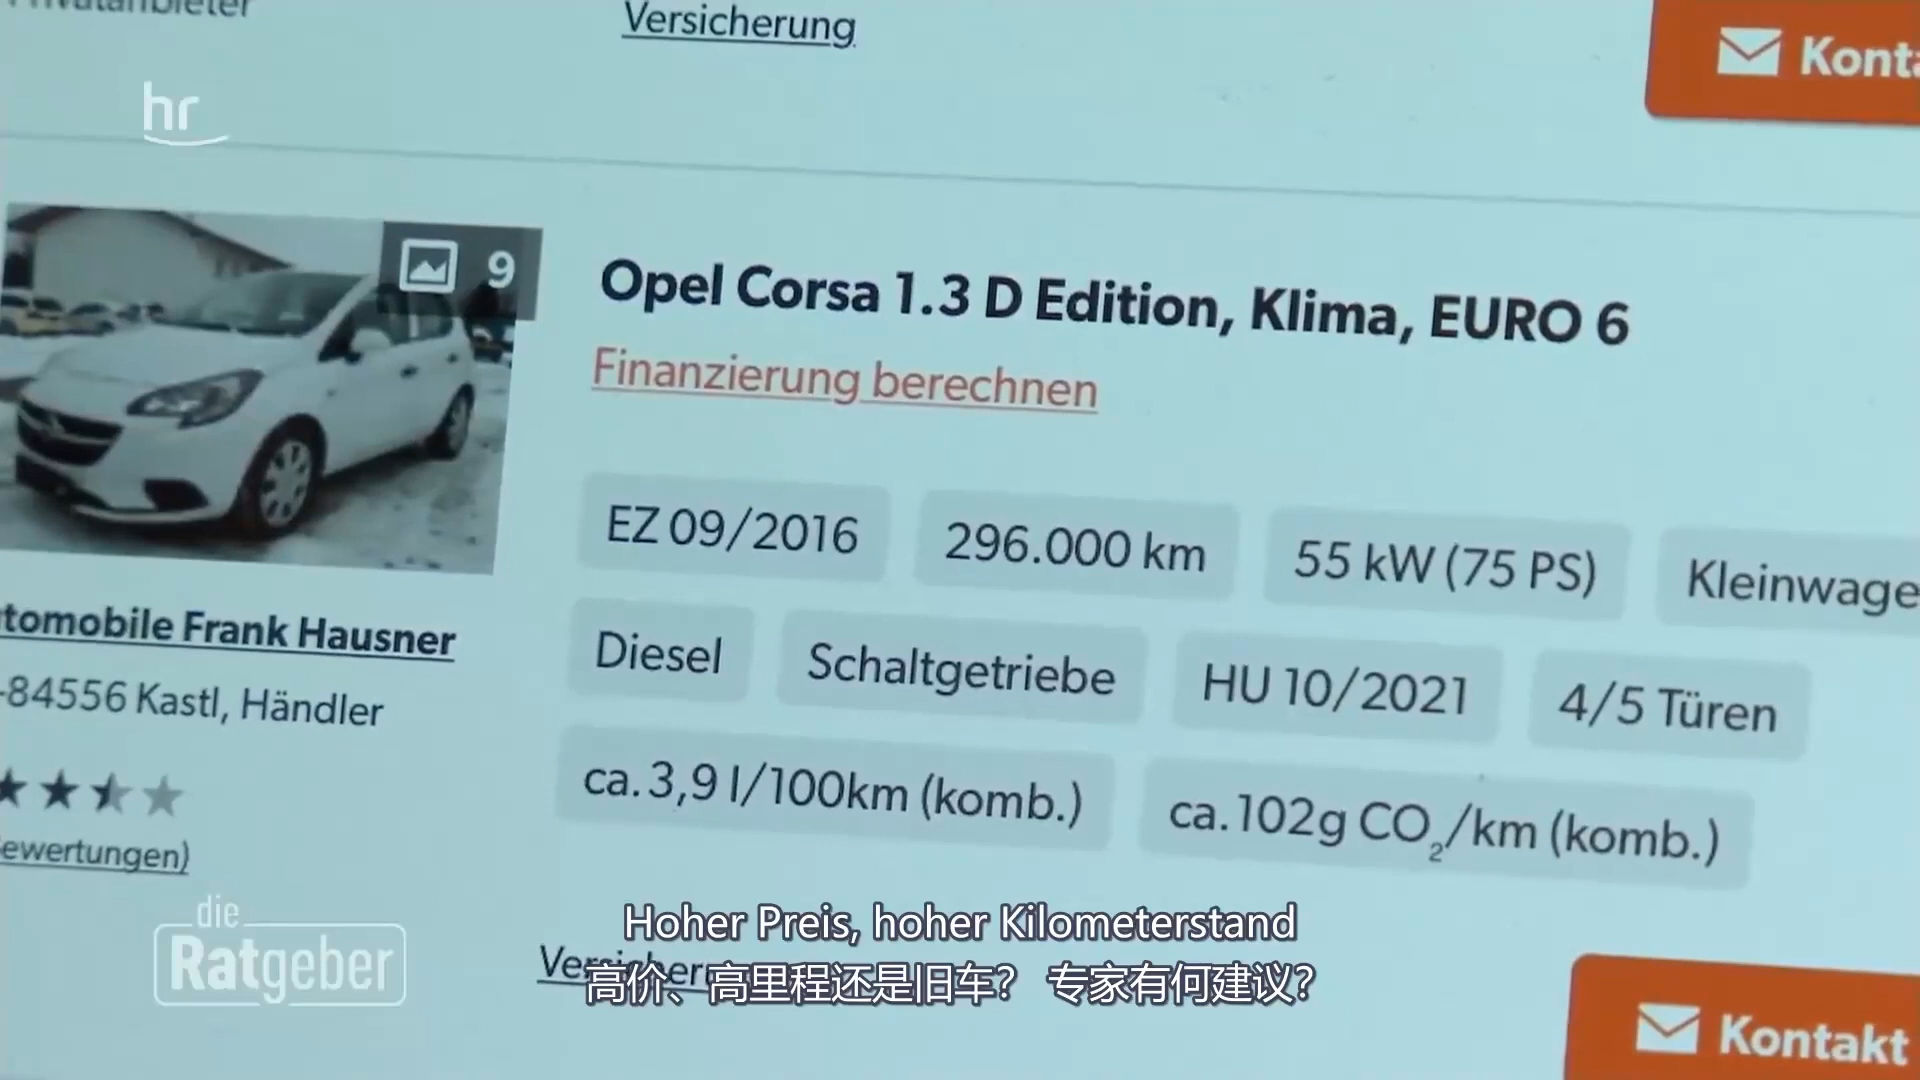 Privatanbieter
Versicherung
Kont
hr
9
Opel Corsa 1.3 D Edition, Klima, EURO 6
Finanzierung berechnen
EZ 09/2016
296.000 km
55 kW (75 PS)
Kleinwage
Diesel
Schaltgetriebe
HU 10/2021
4/5 Türen
ca. 3,9 l/100km (komb.)
ca. 102g CO₂/km (komb.)
tomobile Frank Hausner
-84556 Kastl, Händler
ewertungen)
die
Ratgeber
Hoher Preis, hoher Kilometerstand
高价、高里程还是旧车？ 专家有何建议？
Kontakt